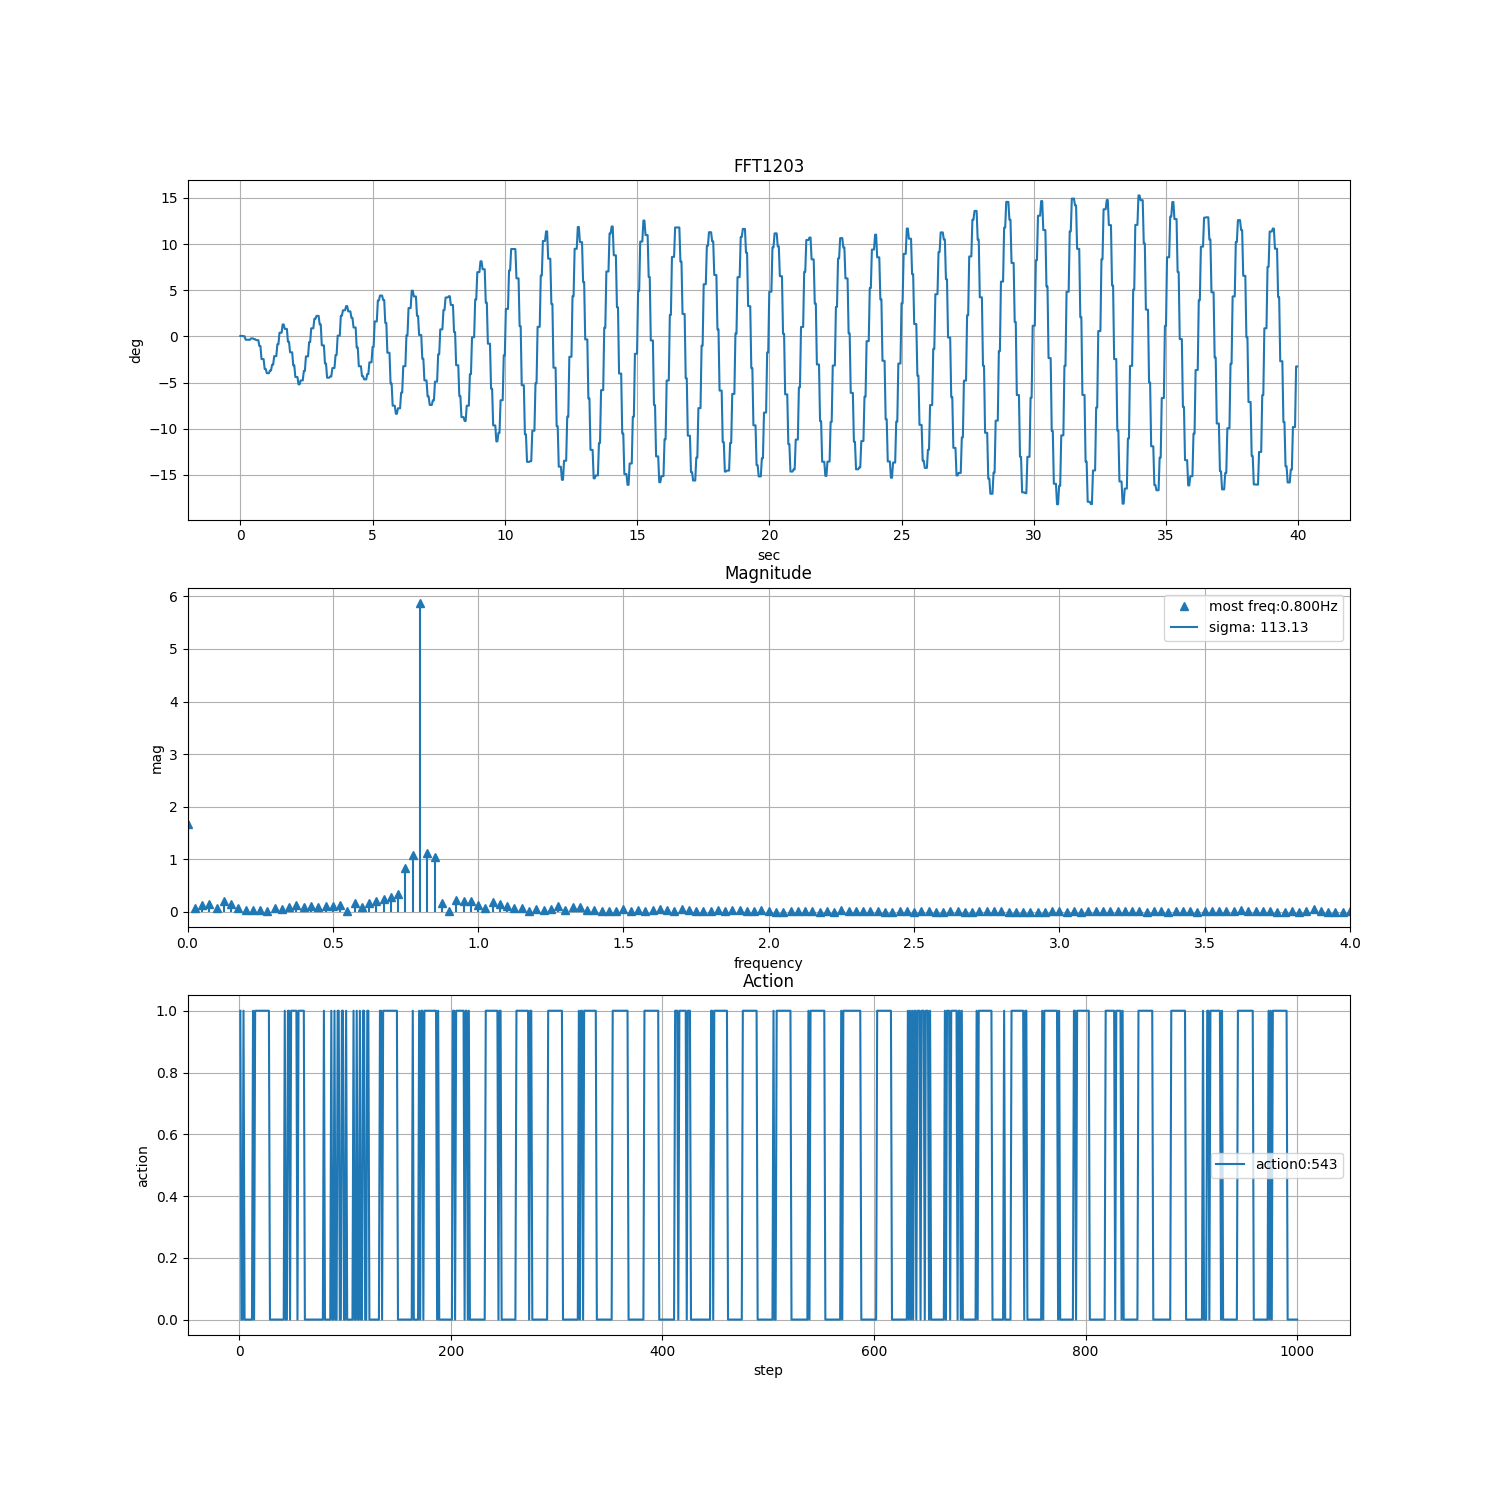 FFT1203
15
10
5
0
−5
−10
−15
deg
0 5 10 15 20 25 30 35 40
sec
Magnitude
6
5
4
3
2
1
0
mag
most freq:0.800Hz
sigma: 113.13
0.0 0.5 1.0 1.5 2.0 2.5 3.0 3.5 4.0
frequency
Action
1.0
0.8
0.6
0.4
0.2
0.0
action
action0:543
0 200 400 600 800 1000
step